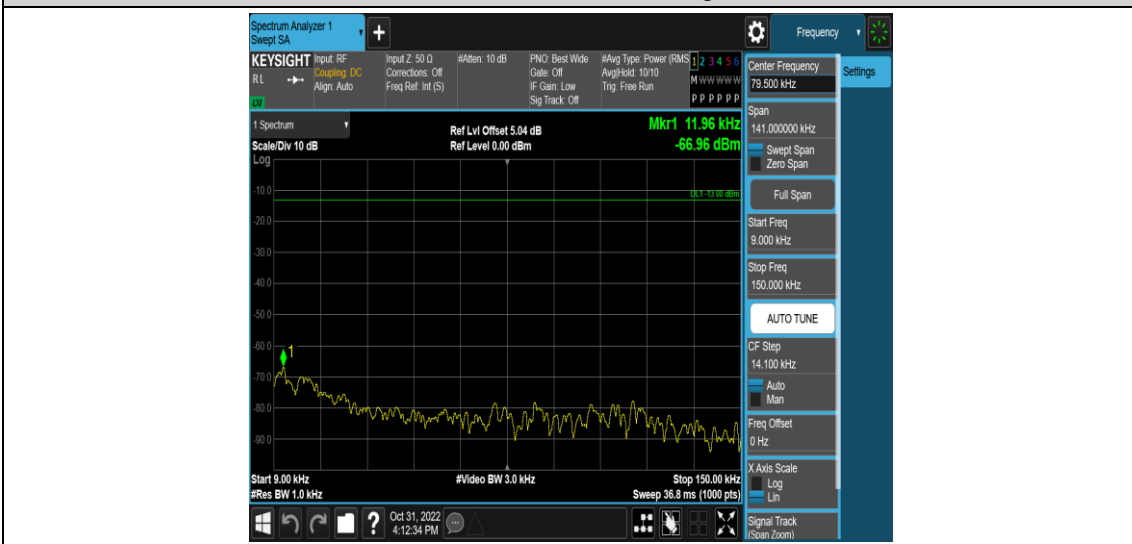 Spectrum Analyzer 1
Swept SA
+
Frequency
KEYSIGHT
R L
LW
Input: RF
Coupling: DC
Align: Auto
Input Z: 50 Ω
Corrections: Off
Freq Ref: Int (S)
#Atten: 10 dB
PNO: Best Wide
Gate: Off
IF Gain: Low
Sig Track: Off
#Avg Type: Power (RMS
Avg|Hold: 10/10
Trig: Free Run
1 2 3 4 5 6
M W W W W W
P P P P P P
1 Spectrum
Scale/Div 10 dB
Log
Ref Lvl Offset 5.04 dB
Ref Level 0.00 dBm
Mkr1 11.96 kHz
-66.96 dBm
DL1 -13.00 dBm
-10.0
-20.0
-30.0
-40.0
-50.0
-60.0
-70.0
-80.0
-90.0
1
Start 9.00 kHz
#Res BW 1.0 kHz
#Video BW 3.0 kHz
Stop 150.00 kHz
Sweep 36.8 ms (1000 pts)
?
Oct 31, 2022
4:12:34 PM
Center Frequency
79.500 kHz
Settings
Span
141.000000 kHz
Swept Span
Zero Span
Full Span
Start Freq
9.000 kHz
Stop Freq
150.000 kHz
AUTO TUNE
CF Step
14.100 kHz
Auto
Man
Freq Offset
0 Hz
X Axis Scale
Log
Lin
Signal Track
(Span Zoom)